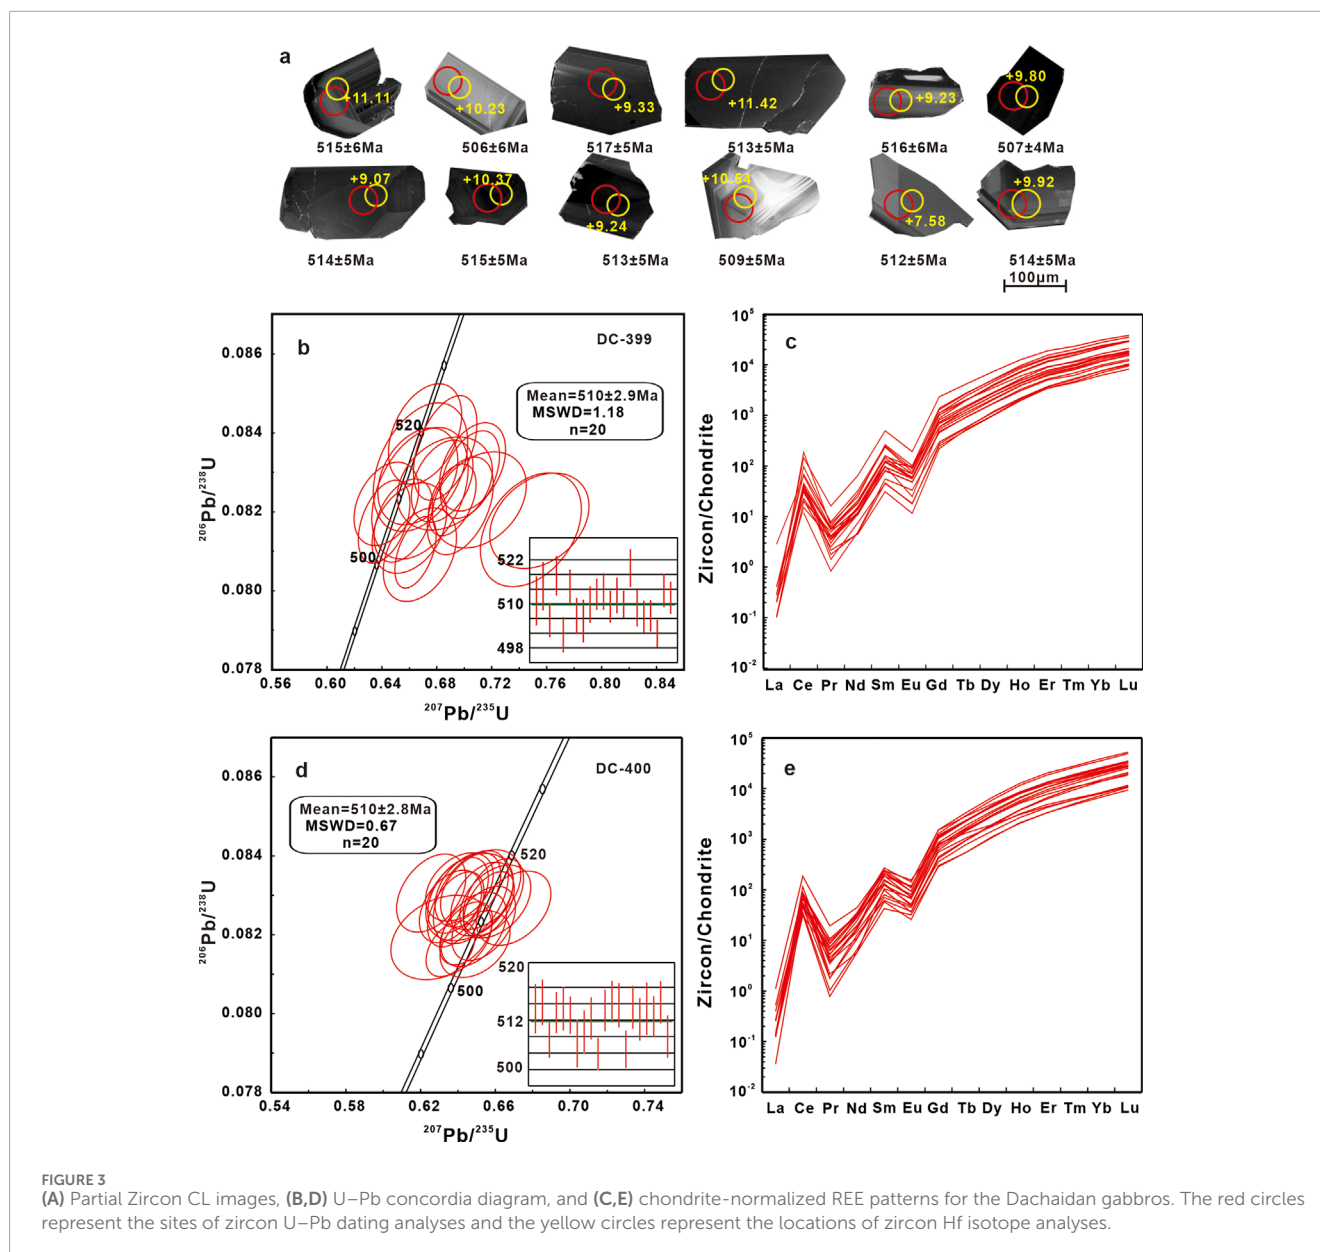 a
+11.11
+10.23
+9.33
+11.42
+9.23
+9.80
515±6Ma
506±6Ma
517±5Ma
513±5Ma
516±6Ma
507±4Ma
+9.07
+10.37
+9.24
+10.54
+7.58
+9.92
514±5Ma
515±5Ma
513±5Ma
509±5Ma
512±5Ma
514±5Ma
100μm
b
DC-399
Mean=510±2.9Ma
MSWD=1.18
n=20
520
500
0.086
0.084
0.082
0.080
0.078
²⁰⁶Pb/²³⁸U
522
510
498
0.56 0.60 0.64 0.68 0.72 0.76 0.80 0.84
²⁰⁷Pb/²³⁵U
c
10⁵
10⁴
10³
10²
10¹
10⁰
10⁻¹
10⁻²
Zircon/Chondrite
La Ce Pr Nd Sm Eu Gd Tb Dy Ho Er Tm Yb Lu
d
DC-400
Mean=510±2.8Ma
MSWD=0.67
n=20
520
500
0.086
0.084
0.082
0.080
0.078
²⁰⁶Pb/²³⁸U
520
512
500
0.54 0.58 0.62 0.66 0.70 0.74
²⁰⁷Pb/²³⁵U
e
10⁵
10⁴
10³
10²
10¹
10⁰
10⁻¹
10⁻²
Zircon/Chondrite
La Ce Pr Nd Sm Eu Gd Tb Dy Ho Er Tm Yb Lu
FIGURE 3
(A) Partial Zircon CL images, (B,D) U–Pb concordia diagram, and (C,E) chondrite-normalized REE patterns for the Dachaidan gabbros. The red circles
represent the sites of zircon U–Pb dating analyses and the yellow circles represent the locations of zircon Hf isotope analyses.